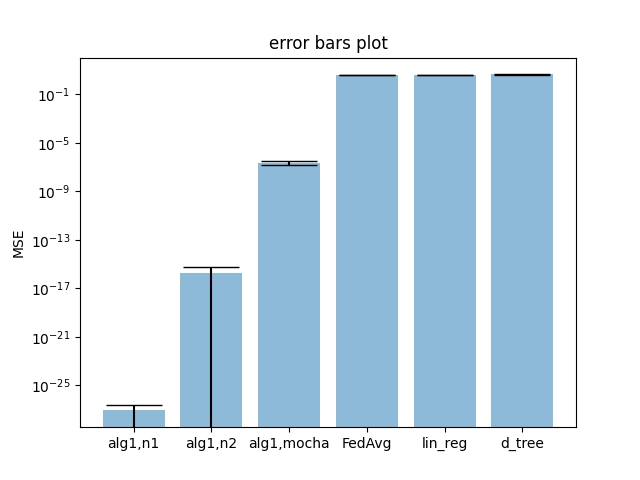 error bars plot
MSE
10⁻¹
10⁻⁵
10⁻⁹
10⁻¹³
10⁻¹⁷
10⁻²¹
10⁻²⁵
alg1,n1 alg1,n2 alg1,mocha FedAvg lin_reg d_tree